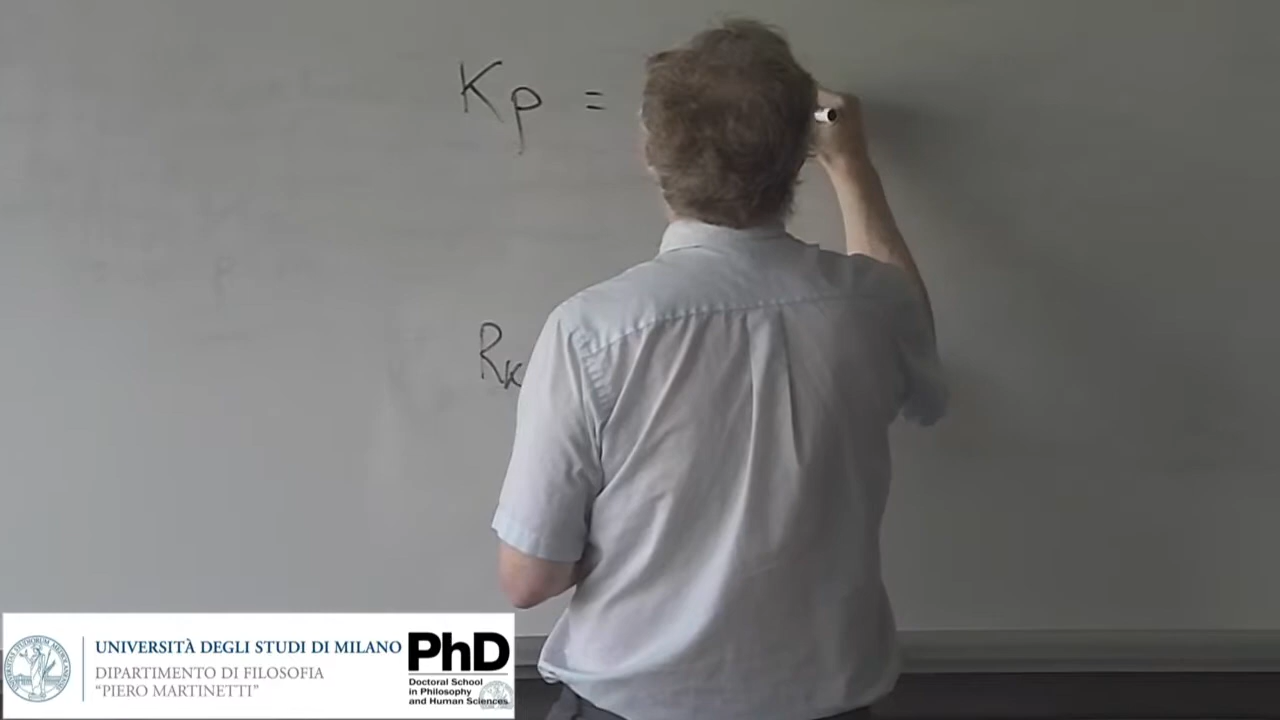 Kp =
Rk
UNIVERSITÀ DEGLI STUDI DI MILANO
DIPARTIMENTO DI FILOSOFIA
“PIERO MARTINETTI”
PhD
Doctoral School
in Philosophy
and Human Sciences